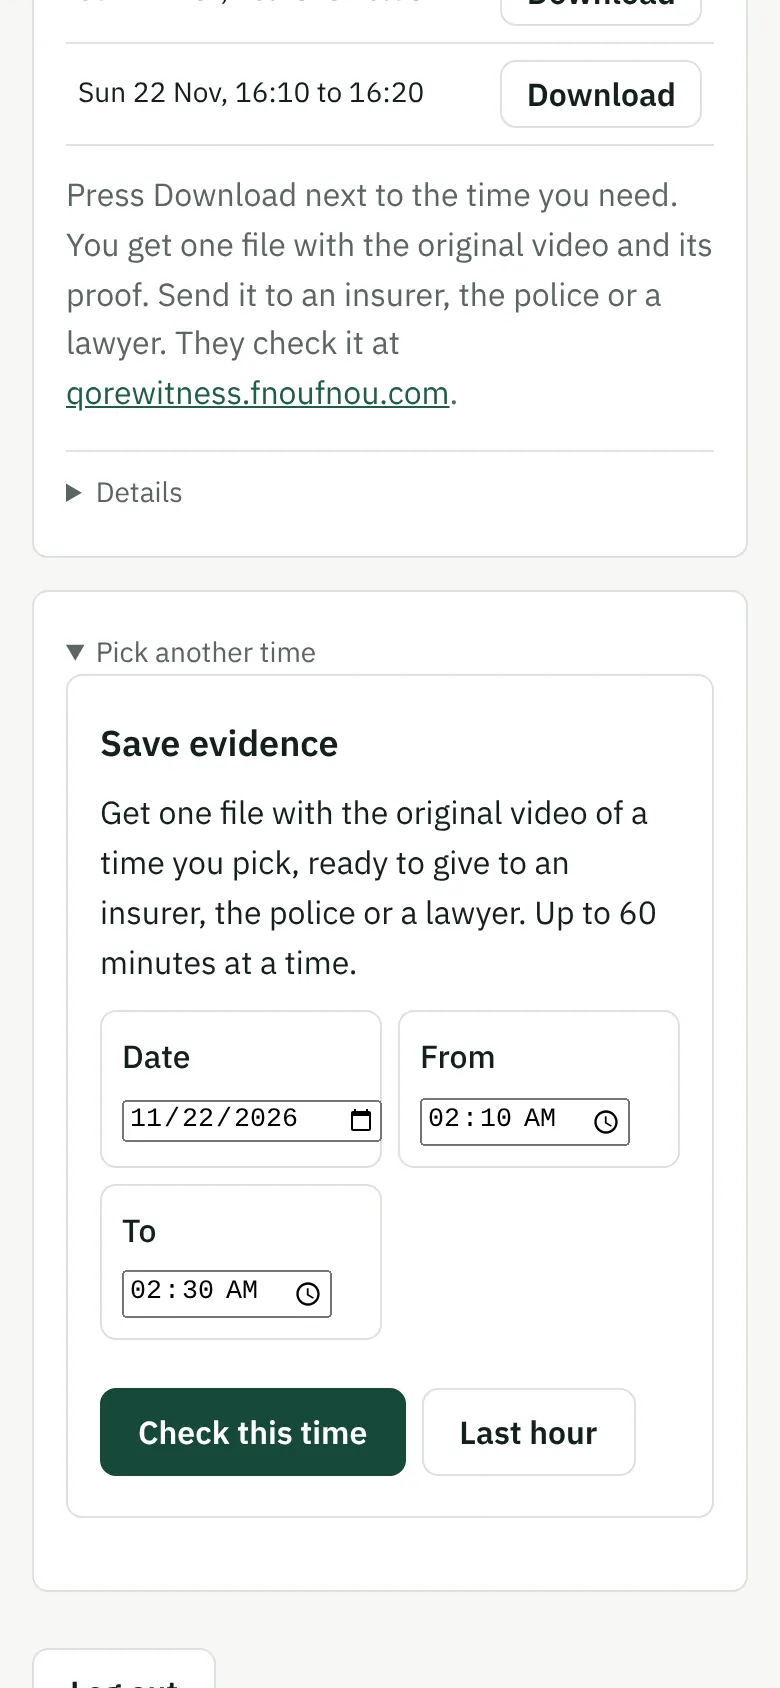 Download
Sun 22 Nov, 16:10 to 16:20
Download
Press Download next to the time you need.
You get one file with the original video and its
proof. Send it to an insurer, the police or a
lawyer. They check it at
qorewitness.fnoufnou.com.
Details
Pick another time
Save evidence
Get one file with the original video of a
time you pick, ready to give to an
insurer, the police or a lawyer. Up to 60
minutes at a time.
Date
From
11/22/2026
02:10 AM
To
02:30 AM
Check this time
Last hour
Log out